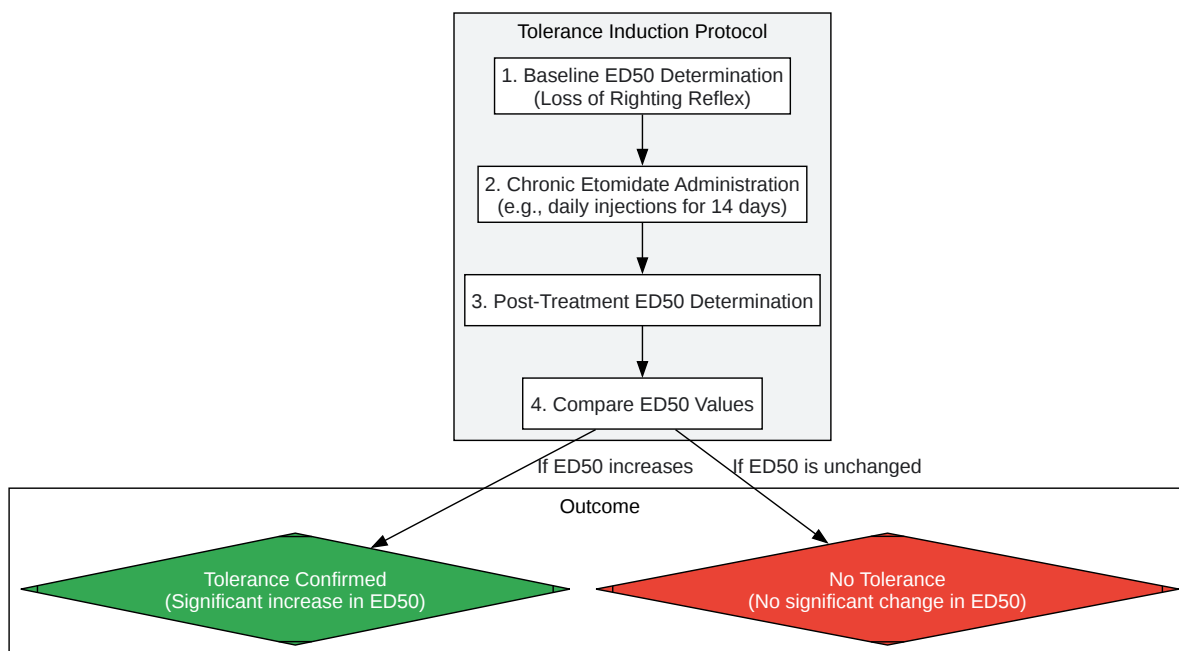 Tolerance Induction Protocol
1. Baseline ED50 Determination
(Loss of Righting Reflex)
2. Chronic Etomidate Administration
(e.g., daily injections for 14 days)
3. Post-Treatment ED50 Determination
4. Compare ED50 Values
If ED50 increases
If ED50 is unchanged
Outcome
Tolerance Confirmed
(Significant increase in ED50)
No Tolerance
(No significant change in ED50)